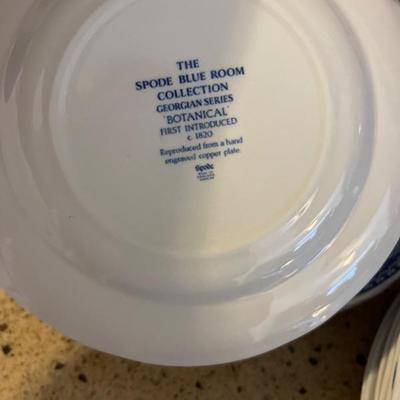 THE
SPODE BLUE ROOM
COLLECTION
GEORGIAN SERIES
'BOTANICAL'
FIRST INTRODUCED
c. 1820
Reproduced from a hand
engraved copper plate
Spode